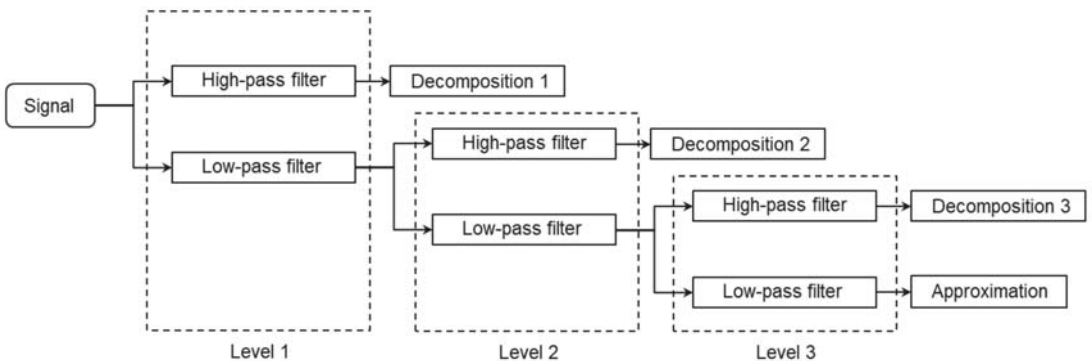 Signal
High-pass filter
Decomposition 1
Low-pass filter
High-pass filter
Decomposition 2
Low-pass filter
High-pass filter
Decomposition 3
Low-pass filter
Approximation
Level 1
Level 2
Level 3